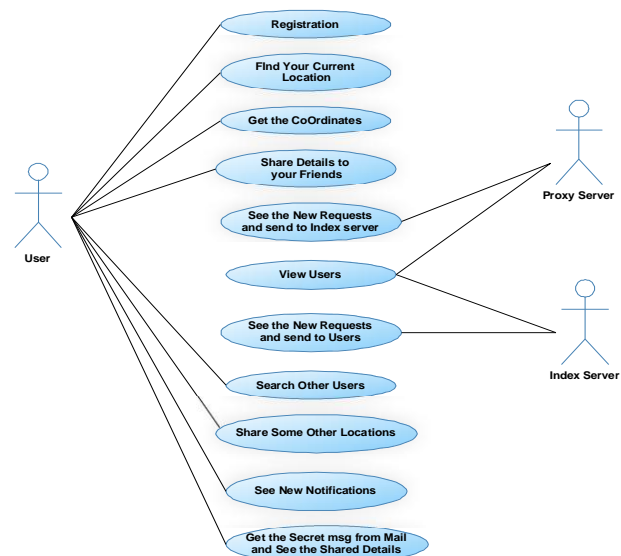 Registration
FInd Your Current
Location
Get the CoOrdinates
Share Details to
your Friends
Proxy Server
See the New Requests
and send to Index server
User
View Users
See the New Requests
and send to Users
Index Server
Search Other Users
Share Some Other Locations
See New Notifications
Get the Secret msg from Mail
and See the Shared Details